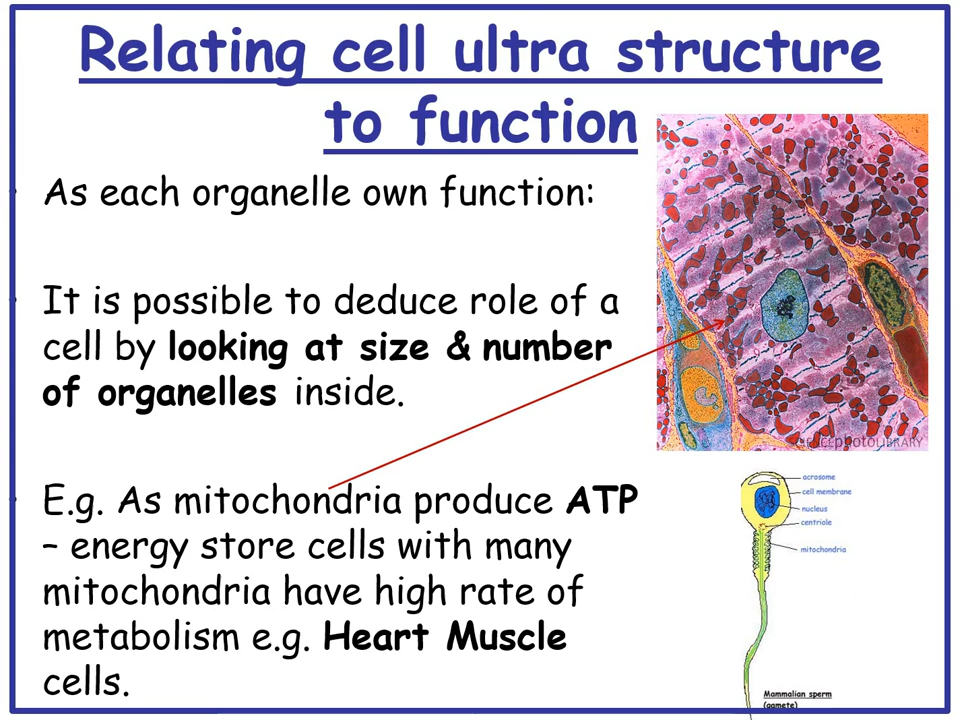 Relating cell ultra structure
to function
• As each organelle own function:
• It is possible to deduce role of a
cell by looking at size & number
of organelles inside.
• E.g. As mitochondria produce ATP
– energy store cells with many
mitochondria have high rate of
metabolism e.g. Heart Muscle
cells.
SCIENCEphotoLIBRARY
acrosome
cell membrane
nucleus
centriole
mitochondria
Mammalian sperm
(gamete)